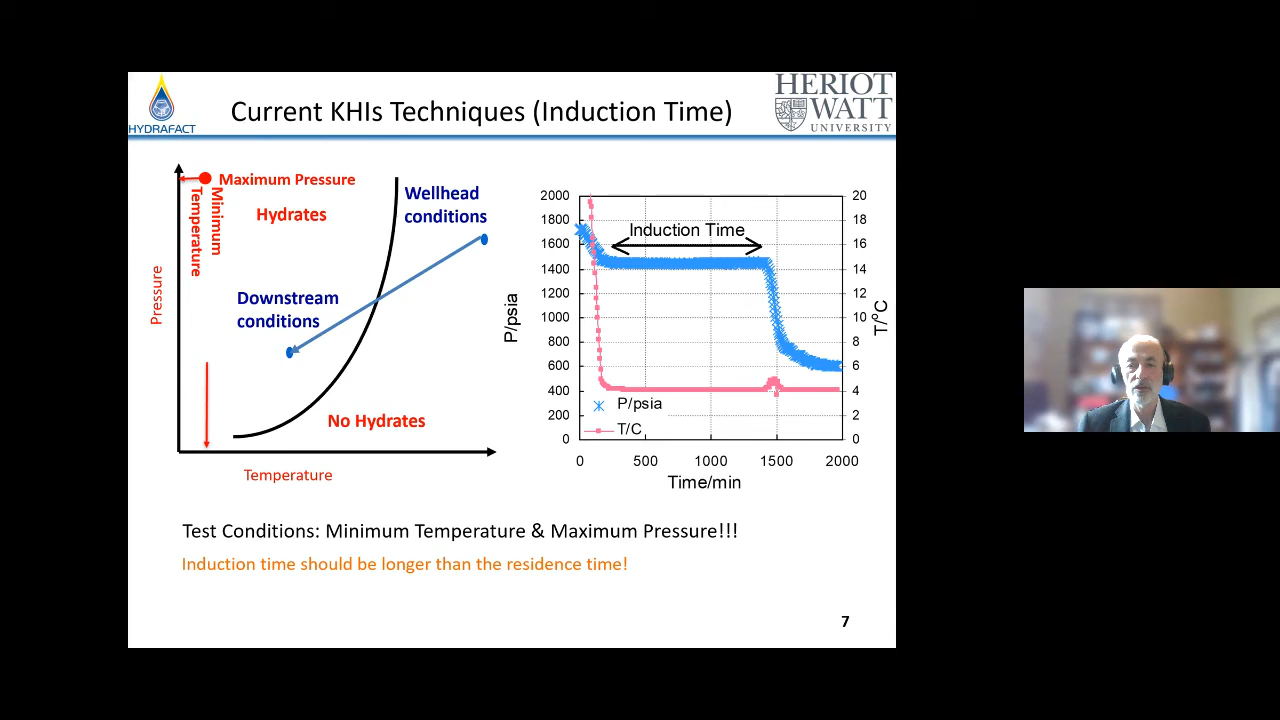 HYDRAFACT
Current KHIs Techniques (Induction Time)
HERIOT
WATT
UNIVERSITY
Maximum Pressure
Minimum
Temperature
Hydrates
Wellhead
conditions
Downstream
conditions
No Hydrates
Pressure
Temperature
2000
1800
1600
1400
1200
1000
800
600
400
200
0
P/psia
Induction Time
P/psia
T/C
20
18
16
14
12
10
8
6
4
2
0
T/°C
0 500 1000 1500 2000
Time/min
Test Conditions: Minimum Temperature & Maximum Pressure!!!
Induction time should be longer than the residence time!
7